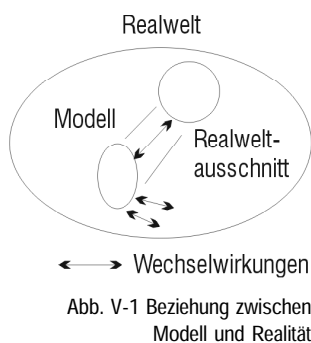 Realwelt
Modell
Realwelt-
ausschnitt
Wechselwirkungen
Abb. V-1 Beziehung zwischen
Modell und Realität